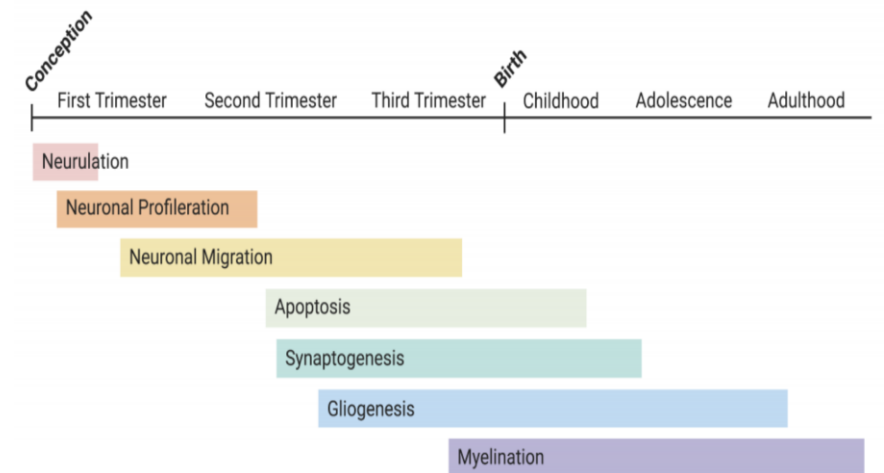 Conception
Birth
First Trimester Second Trimester Third Trimester Childhood Adolescence Adulthood
Neurulation
Neuronal Profileration
Neuronal Migration
Apoptosis
Synaptogenesis
Gliogenesis
Myelination